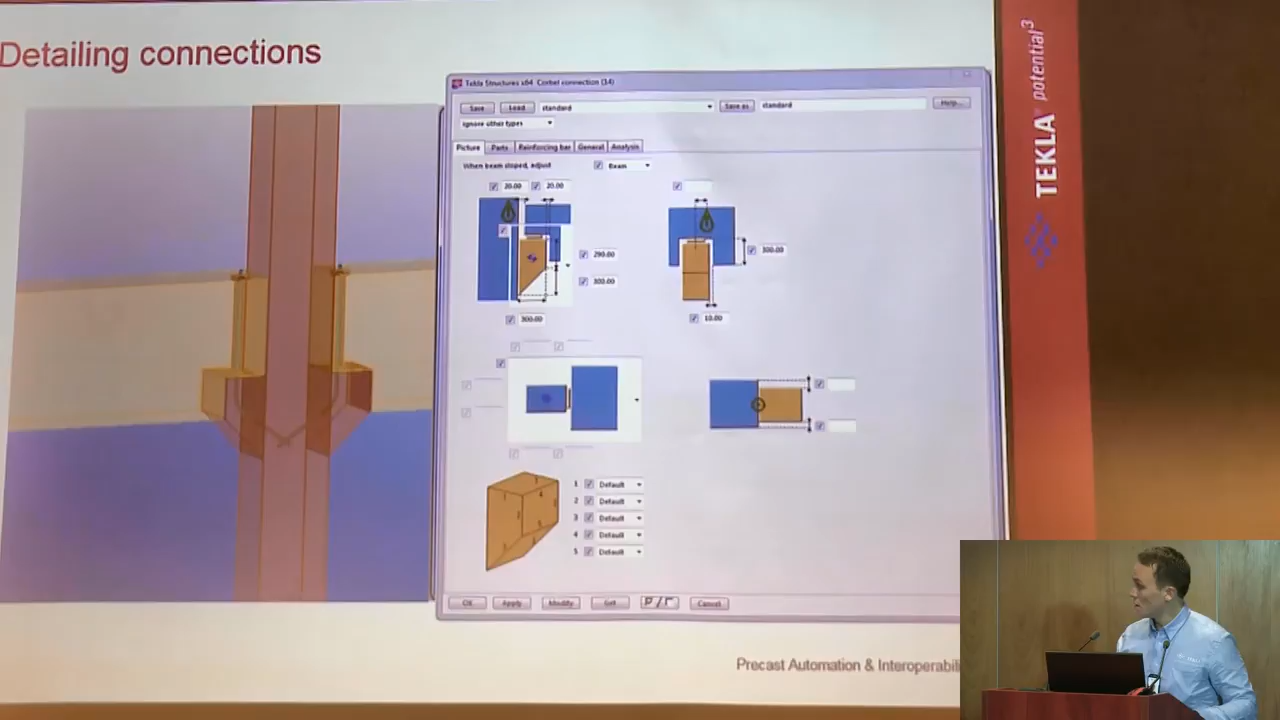 Detailing connections
Tekla Structures x64 Corbel connection (14)
Save Load standard Save as standard Help...
Ignore other types
Picture Parts Reinforcing bar General Analysis
When beam sloped, adjust Beam
20.00 20.00
290.00
300.00
300.00
300.00
10.00
1 Default
2 Default
3 Default
4 Default
5 Default
OK Apply Modify Get Cancel
Precast Automation &
TEKLA potential³